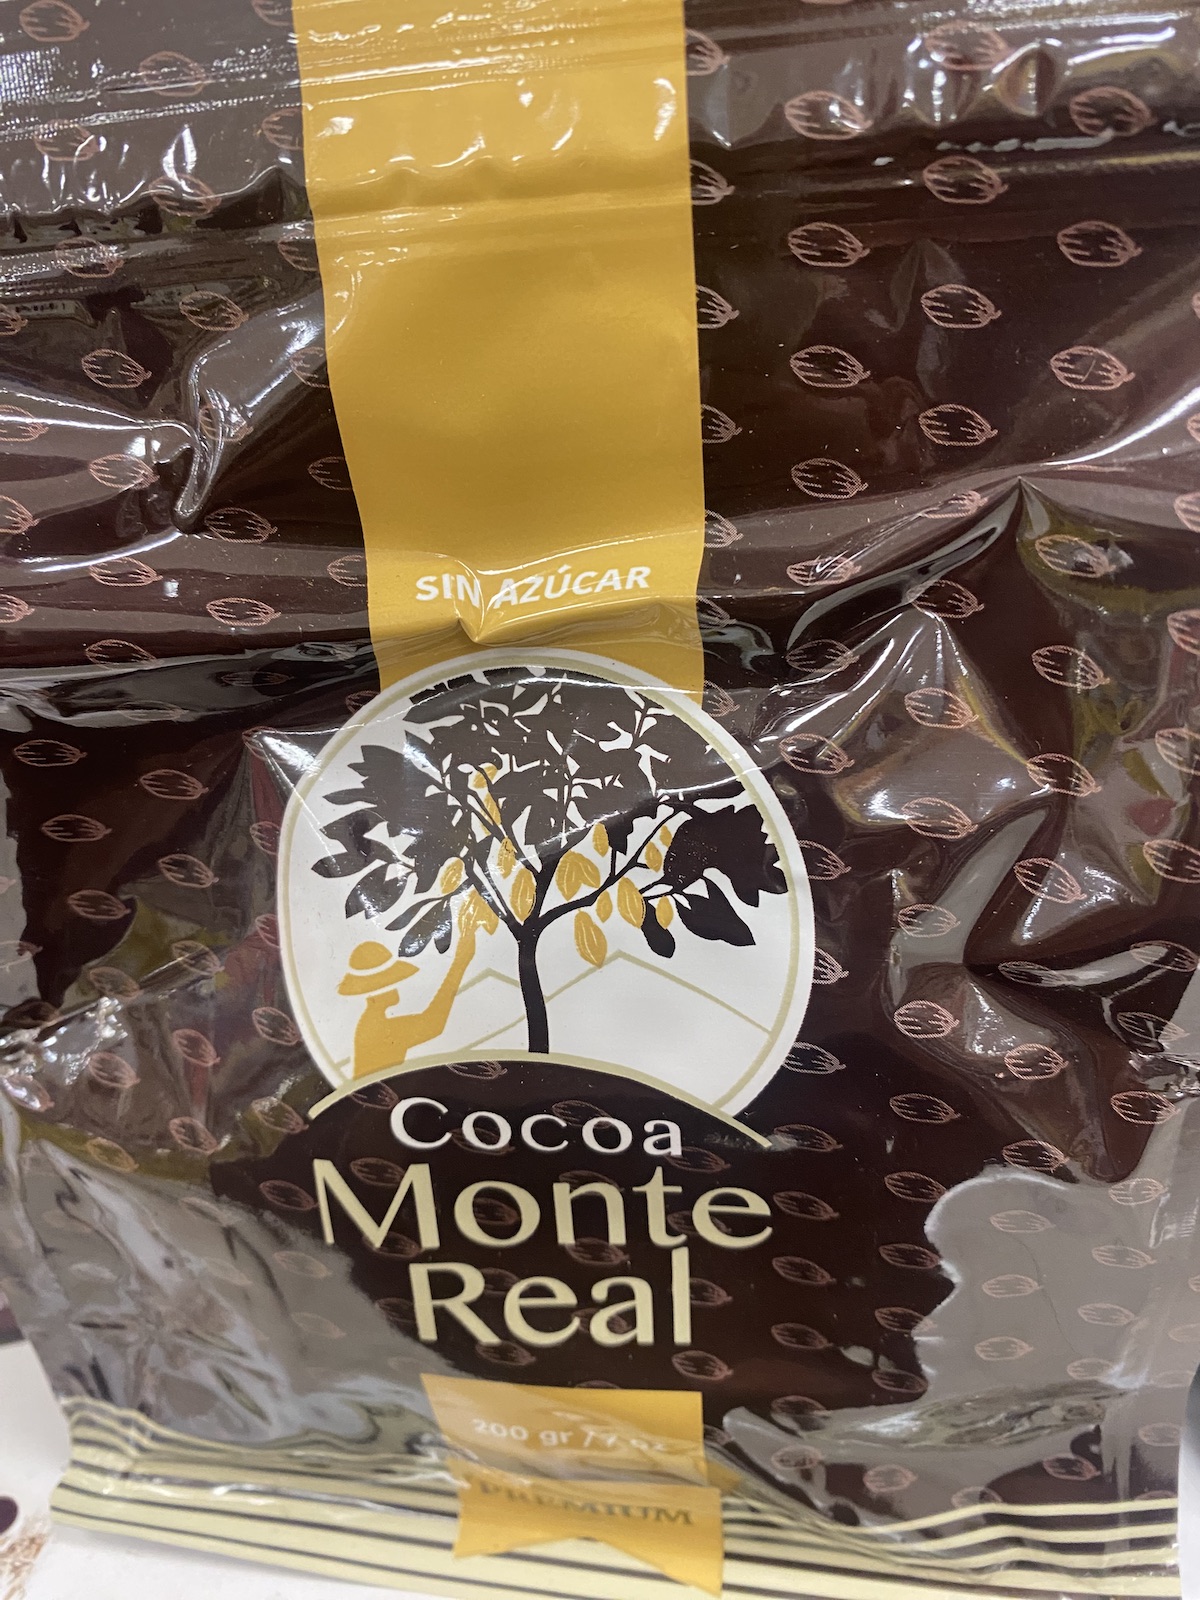 SIN AZÚCAR
Cocoa
Monte
Real
200 gr / 7 oz
PREMIUM